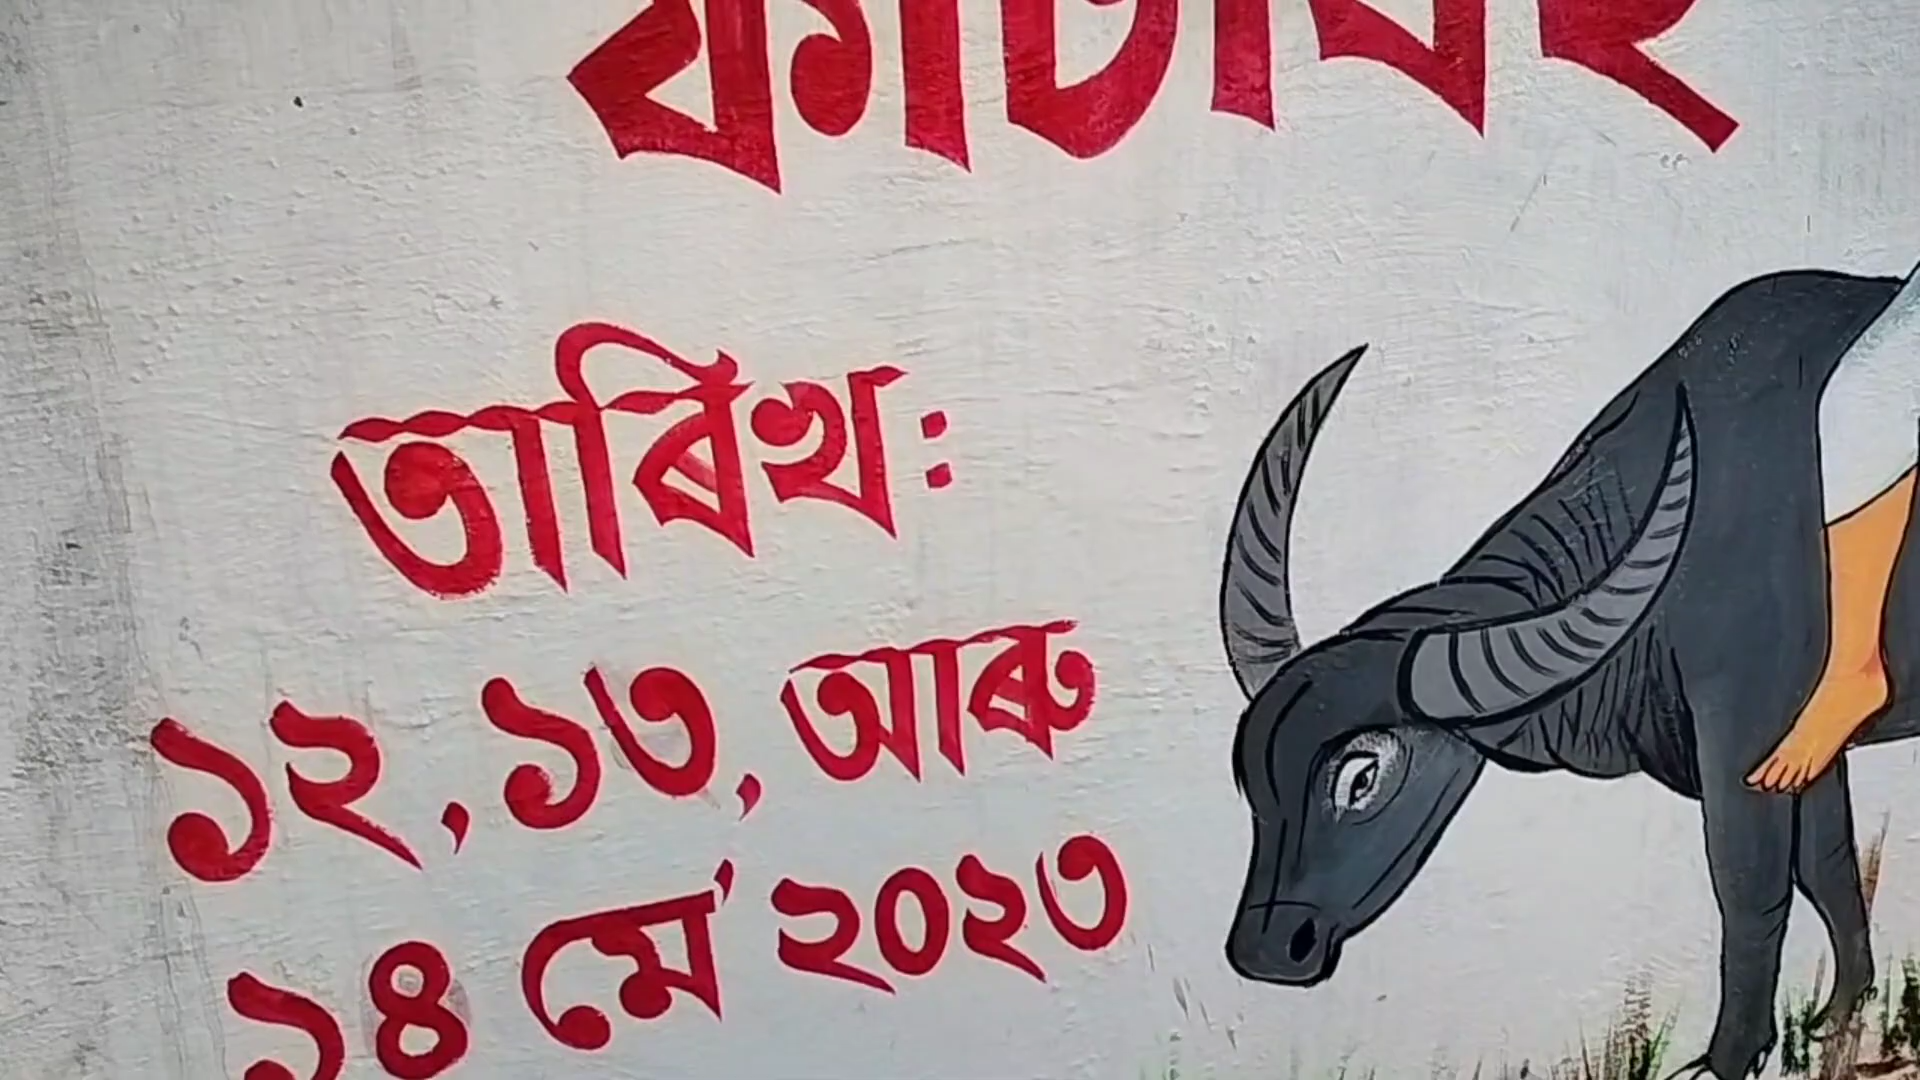 তাৰিখ :
১২, ১৩, আৰু
১৪ মে' ২০২৩